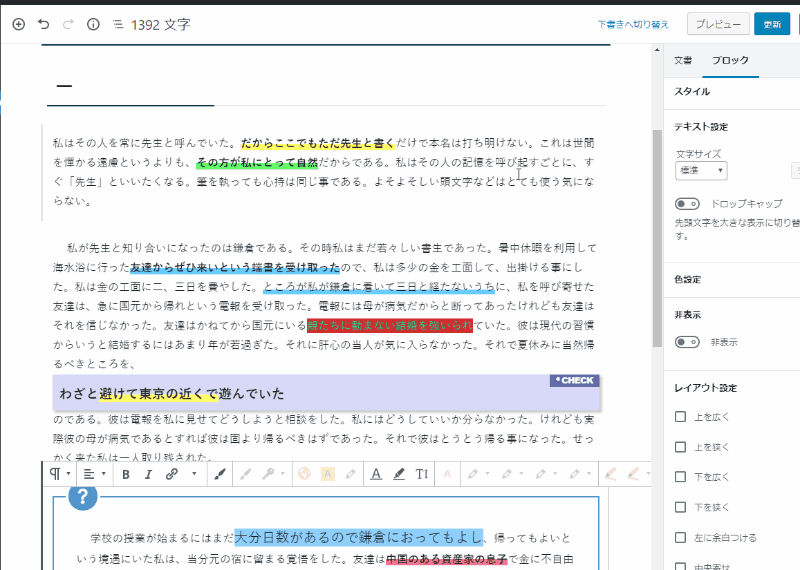 1392 文字
下書きへ切り替え
プレビュー
更新
文書
ブロック
一
私はその人を常に先生と呼んでいた。だからここでもただ先生と書くだけで本名は打ち明けない。これは世間
を憚かる遠慮というよりも、その方が私にとって自然だからである。私はその人の記憶を呼び起すごとに、す
ぐ「先生」といいたくなる。筆を執っても心持は同じ事である。よそよそしい頭文字などはとても使う気にな
らない。
私が先生と知り合いになったのは鎌倉である。その時私はまだ若々しい書生であった。暑中休暇を利用して
海水浴に行った友達からぜひ来いという端書を受け取ったので、私は多少の金を工面して、出掛ける事にし
た。私は金の工面に二、三日を費やした。ところが私が鎌倉に着いて三日と経たないうちに、私を呼び寄せた
友達は、急に国元から帰れという電報を受け取った。電報には母が病気だからと断ってあったけれども友達は
それを信じなかった。友達はかねてから国元にいる親たちに勧まない結婚を強いられていた。彼は現代の習慣
からいうと結婚するにはあまり年が若過ぎた。それに肝心の当人が気に入らなかった。それで夏休みに当然帰
るべきところを、
CHECK
わざと避けて東京の近くで遊んでいた
のである。彼は電報を私に見せてどうしようと相談をした。私にはどうしていいか分らなかった。けれども実
際彼の母が病気であるとすれば彼は固より帰るべきはずであった。それで彼はとうとう帰る事になった。せっ
かく来た私は一人取り残された。
B I A A TI A
?
学校の授業が始まるにはまだ大分日数があるので鎌倉におってもよし、帰ってもよいと
いう境遇にいた私は、当分元の宿に留まる覚悟をした。友達は中国のある資産家の息子で金に不自由
スタイル
テキスト設定
文字サイズ
標準
ドロップキャップ
先頭文字を大きな表示に切り替
す。
色設定
非表示
非表示
レイアウト設定
上を広く
上を狭く
下を広く
下を狭く
左に余白つける
中央寄せ